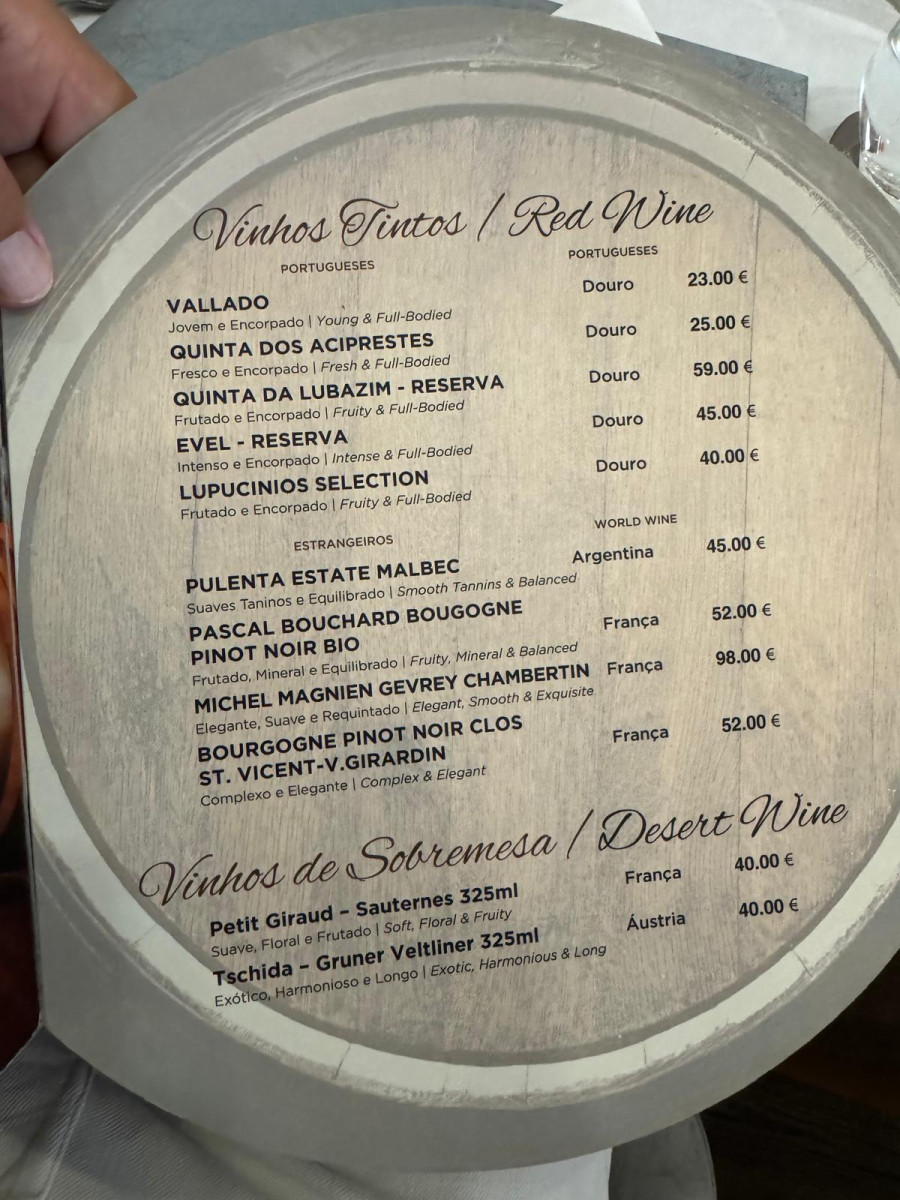 Vinhos Tintos / Red Wine
PORTUGUESES PORTUGUESES
VALLADO Douro 23.00 €
Jovem e Encorpado | Young & Full-Bodied
QUINTA DOS ACIPRESTES Douro 25.00 €
Fresco e Encorpado | Fresh & Full-Bodied
QUINTA DA LUBAZIM - RESERVA Douro 59.00 €
Frutado e Encorpado | Fruity & Full-Bodied
EVEL - RESERVA Douro 45.00 €
Intenso e Encorpado | Intense & Full-Bodied
LUPUCINIOS SELECTION Douro 40.00 €
Frutado e Encorpado | Fruity & Full-Bodied
ESTRANGEIROS WORLD WINE
PULENTA ESTATE MALBEC Argentina 45.00 €
Suaves Taninos e Equilibrado | Smooth Tannins & Balanced
PASCAL BOUCHARD BOUGOGNE
PINOT NOIR BIO França 52.00 €
Frutado, Mineral e Equilibrado | Fruity, Mineral & Balanced
MICHEL MAGNIEN GEVREY CHAMBERTIN França 98.00 €
Elegante, Suave e Requintado | Elegant, Smooth & Exquisite
BOURGOGNE PINOT NOIR CLOS
ST. VICENT-V.GIRARDIN França 52.00 €
Complexo e Elegante | Complex & Elegant
Vinhos de Sobremesa / Desert Wine
Petit Giraud – Sauternes 325ml França 40.00 €
Suave, Floral e Frutado | Soft, Floral & Fruity
Tschida – Gruner Veltliner 325ml Áustria 40.00 €
Exótico, Harmonioso e Longo | Exotic, Harmonious & Long